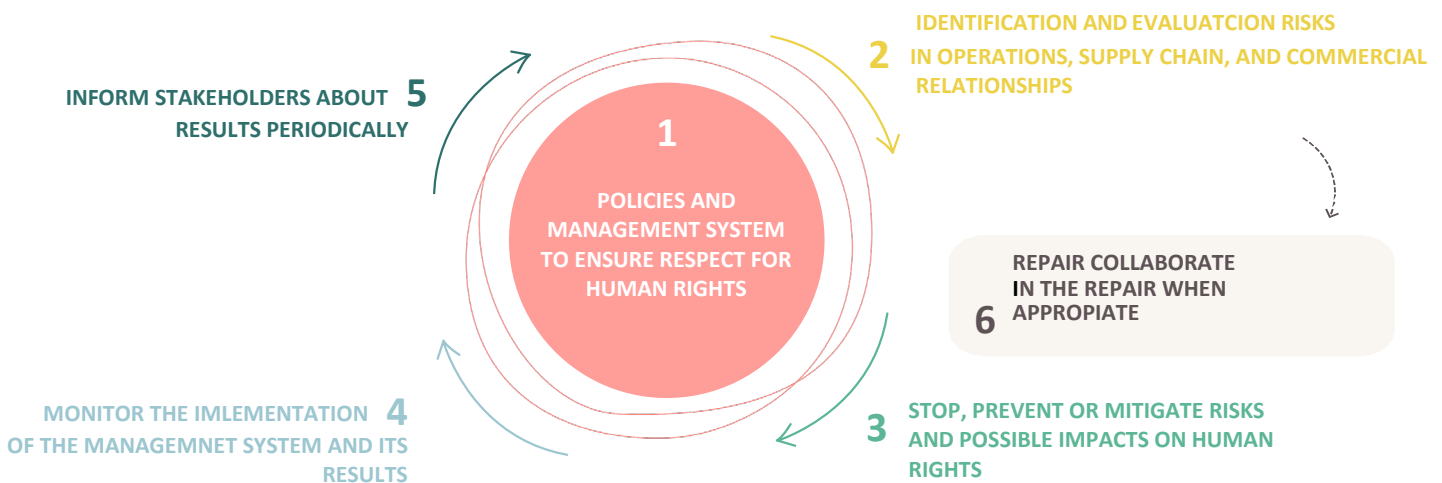 1
POLICIES AND
MANAGEMENT SYSTEM
TO ENSURE RESPECT FOR
HUMAN RIGHTS
2
IDENTIFICATION AND EVALUATCION RISKS
IN OPERATIONS, SUPPLY CHAIN, AND COMMERCIAL
RELATIONSHIPS
3
STOP, PREVENT OR MITIGATE RISKS
AND POSSIBLE IMPACTS ON HUMAN
RIGHTS
MONITOR THE IMLEMENTATION 4
OF THE MANAGEMNET SYSTEM AND ITS
RESULTS
INFORM STAKEHOLDERS ABOUT 5
RESULTS PERIODICALLY
6
REPAIR COLLABORATE
IN THE REPAIR WHEN
APPROPIATE